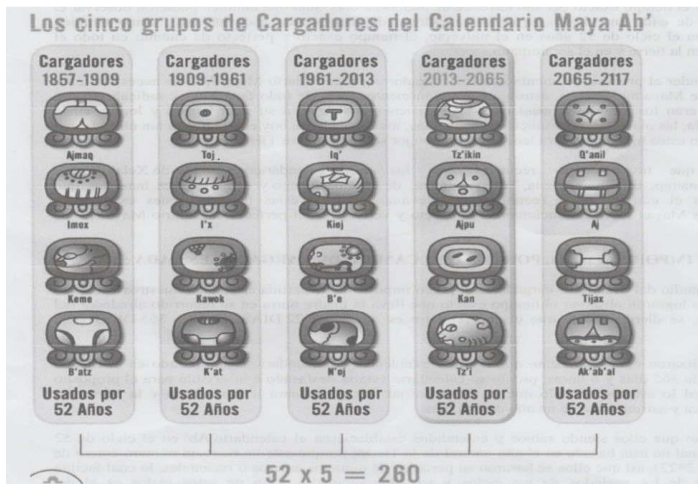 Los cinco grupos de Cargadores del Calendario Maya Ab'
Cargadores
1857-1909
Ajmaq
Imox
Keme
B'atz
Usados por
52 Años
Cargadores
1909-1961
Toj
I'x
Kawok
K'at
Usados por
52 Años
Cargadores
1961-2013
Iq'
Kiej
B'e
N'oj
Usados por
52 Años
Cargadores
2013-2065
Tz'ikin
Ajpu
Kan
Tz'i
Usados por
52 Años
Cargadores
2065-2117
Q'anil
Aj
Tijax
Ak'ab'al
Usados por
52 Años
52 x 5 = 260